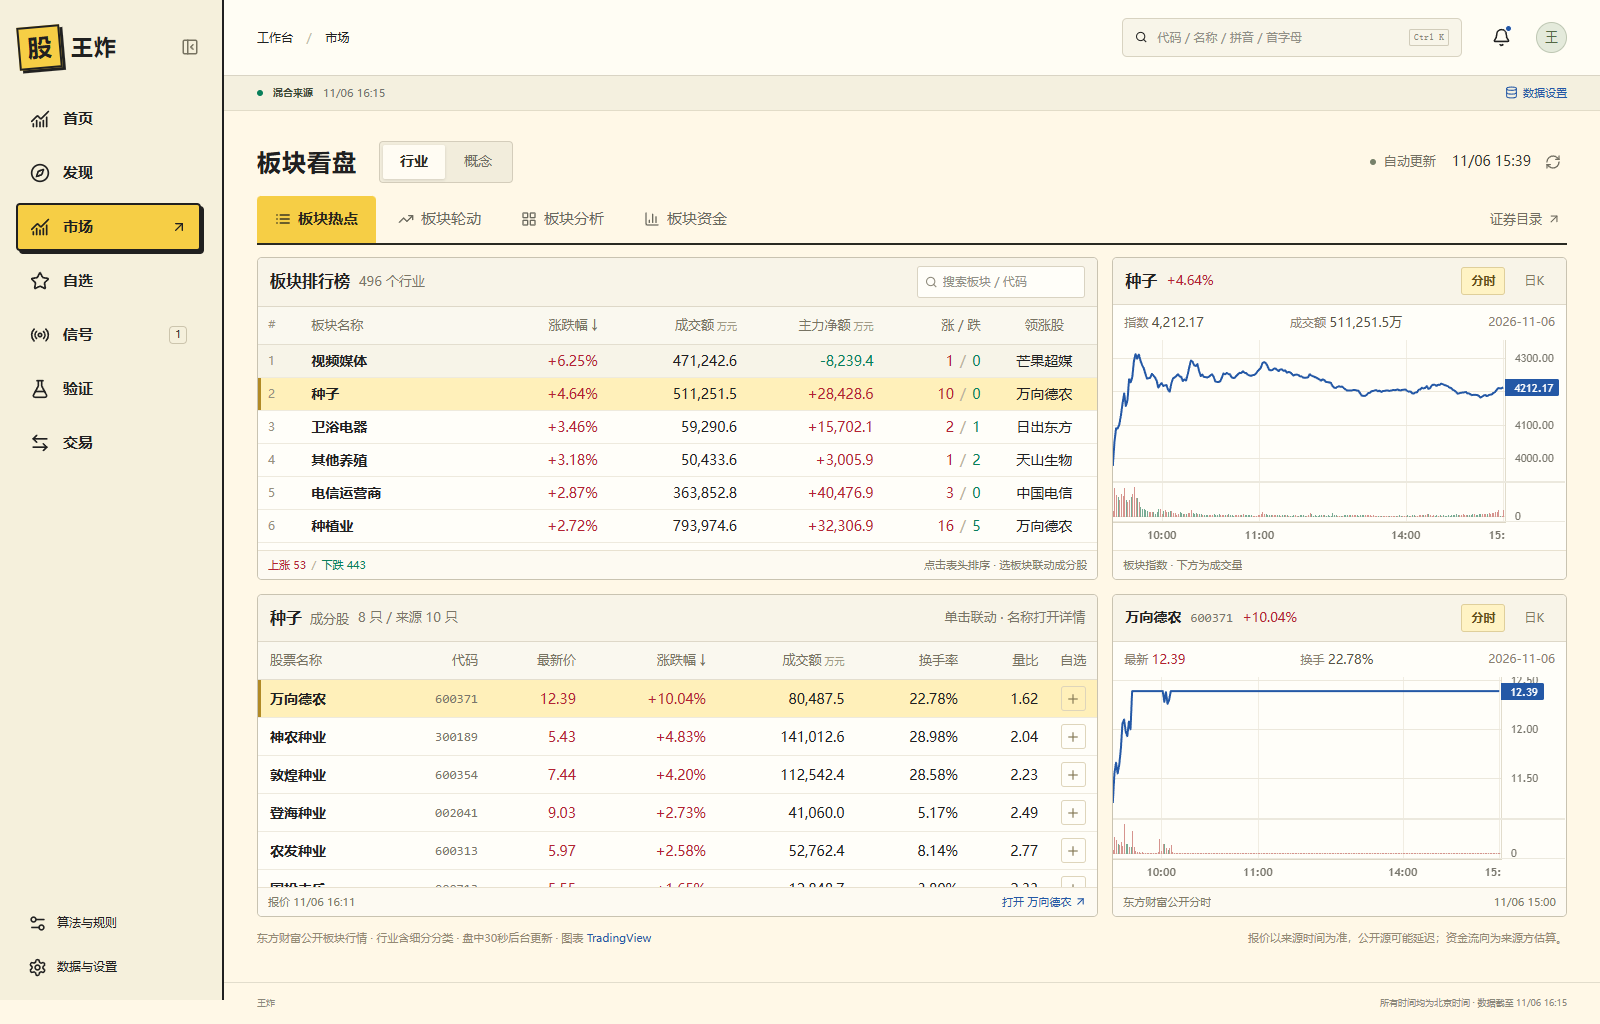 股 王炸
首页
发现
市场
自选
信号 1
验证
交易
算法与规则
数据与设置
工作台 / 市场
代码 / 名称 / 拼音 / 首字母 Ctrl K
王
混合来源 11/06 16:15
数据设置
板块看盘 行业 概念
自动更新 11/06 15:39
板块热点 板块轮动 板块分析 板块资金
证券目录
板块排行榜 496 个行业
搜索板块 / 代码
# 板块名称 涨跌幅↓ 成交额 万元 主力净额 万元 涨 / 跌 领涨股
1 视频媒体 +6.25% 471,242.6 -8,239.4 1 / 0 芒果超媒
2 种子 +4.64% 511,251.5 +28,428.6 10 / 0 万向德农
3 卫浴电器 +3.46% 59,290.6 +15,702.1 2 / 1 日出东方
4 其他养殖 +3.18% 50,433.6 +3,005.9 1 / 2 天山生物
5 电信运营商 +2.87% 363,852.8 +40,476.9 3 / 0 中国电信
6 种植业 +2.72% 793,974.6 +32,306.9 16 / 5 万向德农
上涨 53 / 下跌 443
点击表头排序 · 选板块联动成分股
种子 +4.64% 分时 日K
指数 4,212.17 成交额 511,251.5万 2026-11-06
4300.00
4212.17
4100.00
4000.00
0
10:00 11:00 14:00 15:
板块指数 · 下方为成交量
种子 成分股 8 只 / 来源 10 只
单击联动 · 名称打开详情
股票名称 代码 最新价 涨跌幅↓ 成交额 万元 换手率 量比 自选
万向德农 600371 12.39 +10.04% 80,487.5 22.78% 1.62 +
神农种业 300189 5.43 +4.83% 141,012.6 28.98% 2.04 +
敦煌种业 600354 7.44 +4.20% 112,542.4 28.58% 2.23 +
登海种业 002041 9.03 +2.73% 41,060.0 5.17% 2.49 +
农发种业 600313 5.97 +2.58% 52,762.4 8.14% 2.77 +
报价 11/06 16:11
打开 万向德农
万向德农 600371 +10.04% 分时 日K
最新 12.39 换手 22.78% 2026-11-06
12.50
12.39
12.00
11.50
0
10:00 11:00 14:00 15:
东方财富公开分时 11/06 15:00
东方财富公开板块行情 · 行业含细分分类 · 盘中30秒后台更新 · 图表 TradingView
报价以来源时间为准，公开源可能延迟；资金流向为来源方估算。
王炸
所有时间均为北京时间 · 数据截至 11/06 16:15